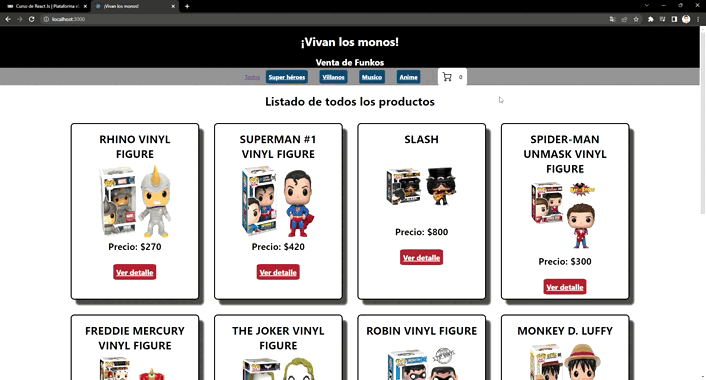 Curso de React Js | Plataforma
¡Vivan los monos!
localhost:3000
¡Vivan los monos!
Venta de Funkos
Todos Super héroes Villanos Musico Anime 0
Listado de todos los productos
RHINO VINYL
FIGURE
Precio: $270
Ver detalle
SUPERMAN #1
VINYL FIGURE
Precio: $420
Ver detalle
SLASH
Precio: $800
Ver detalle
SPIDER-MAN
UNMASK VINYL
FIGURE
Precio: $300
Ver detalle
FREDDIE MERCURY
VINYL FIGURE
THE JOKER VINYL
FIGURE
ROBIN VINYL FIGURE
MONKEY D. LUFFY